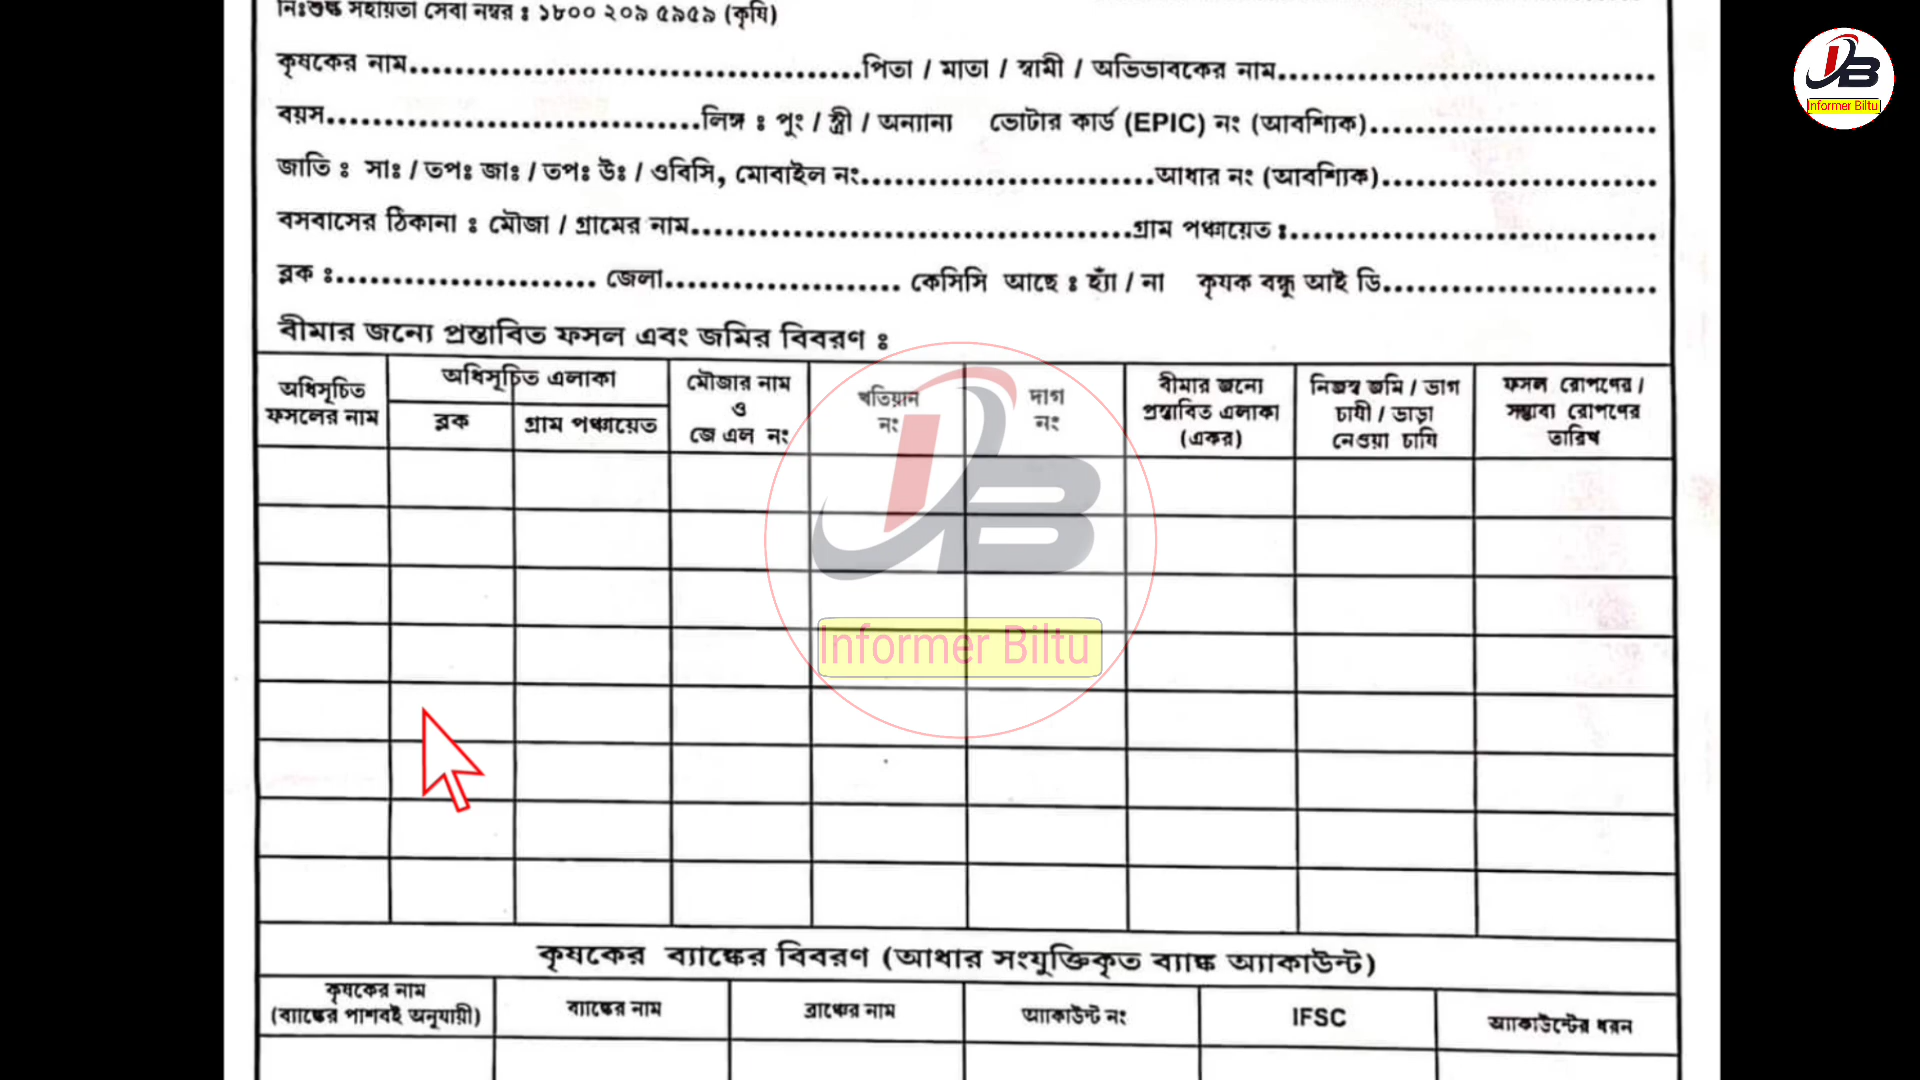 নিঃশুল্ক সহায়তা সেবা নম্বর : ১৮০০ ২০৯ ৫৯৫৯ (কৃষি)
Informer Biltu
কৃষকের নাম........................................পিতা / মাতা / স্বামী / অভিভাবকের নাম.................................
বয়স.................................লিঙ্গ : পুং / স্ত্রী / অন্যান্য ভোটার কার্ড (EPIC) নং (আবশ্যিক).........................
জাতি : সাঃ / তপঃ জাঃ / তপঃ উঃ / ওবিসি, মোবাইল নং..........................আধার নং (আবশ্যিক)........................
বসবাসের ঠিকানা : মৌজা / গ্রামের নাম.......................................গ্রাম পঞ্চায়েত :................................
ব্লক :....................... জেলা..................... কেসিসি আছে : হ্যাঁ / না কৃষক বন্ধু আই ডি........................
বীমার জন্যে প্রস্তাবিত ফসল এবং জমির বিবরণ :
অধিসূচিত ফসলের নাম
অধিসূচিত এলাকা
ব্লক
গ্রাম পঞ্চায়েত
মৌজার নাম ও জে এল নং
খতিয়ান নং
দাগ নং
বীমার জন্যে প্রস্তাবিত এলাকা (একর)
নিজস্ব জমি / ভাগ চাষী / ভাড়া নেওয়া চাষি
ফসল রোপণের / সম্ভাব্য রোপণের তারিখ
Informer Biltu
কৃষকের ব্যাঙ্কের বিবরণ (আধার সংযুক্তিকৃত ব্যাঙ্ক অ্যাকাউন্ট)
কৃষকের নাম (ব্যাঙ্কের পাশবই অনুযায়ী)
ব্যাঙ্কের নাম
ব্রাঞ্চের নাম
অ্যাকাউন্ট নং
IFSC
অ্যাকাউন্টের ধরন